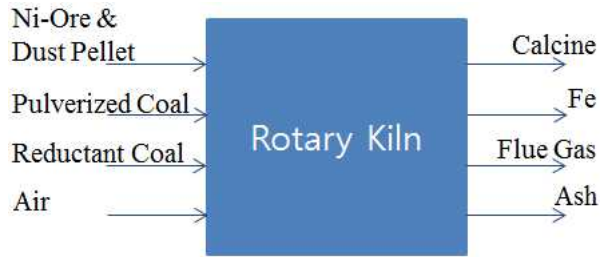 Ni-Ore &
Dust Pellet
Pulverized Coal
Reductant Coal
Air
Rotary Kiln
Calcine
Fe
Flue Gas
Ash